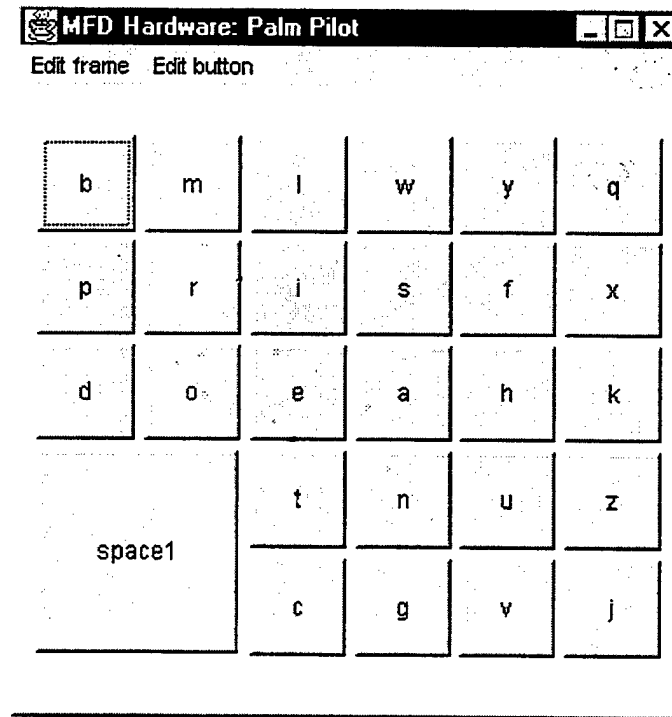 MFD Hardware: Palm Pilot
Edit frame Edit button
b m l w y q
p r i s f x
d o e a h k
t n u z
space1
c g v j